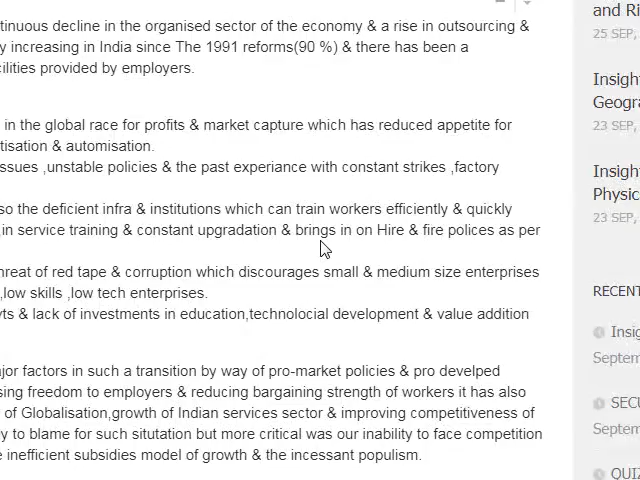 ntinuous decline in the organised sector of the economy & a rise in outsourcing &
y increasing in India since The 1991 reforms(90 %) & there has been a
cilities provided by employers.
in the global race for profits & market capture which has reduced appetite for
tisation & automisation.
ssues ,unstable policies & the past experiance with constant strikes ,factory
so the deficient infra & institutions which can train workers efficiently & quickly
in service training & constant upgradation & brings in on Hire & fire polices as per
hreat of red tape & corruption which discourages small & medium size enterprises
,low skills ,low tech enterprises.
vts & lack of investments in education,technolocial development & value addition
ajor factors in such a transition by way of pro-market policies & pro develped
sing freedom to employers & reducing bargaining strength of workers it has also
of Globalisation,growth of Indian services sector & improving competitiveness of
y to blame for such situtation but more critical was our inability to face competition
e inefficient subsidies model of growth & the incessant populism.
and Ri
25 SEP,
Insigh
Geogra
23 SEP,
Insigh
Physic
23 SEP,
RECENT
Insig
Septem
SECU
Septem
QUIZ